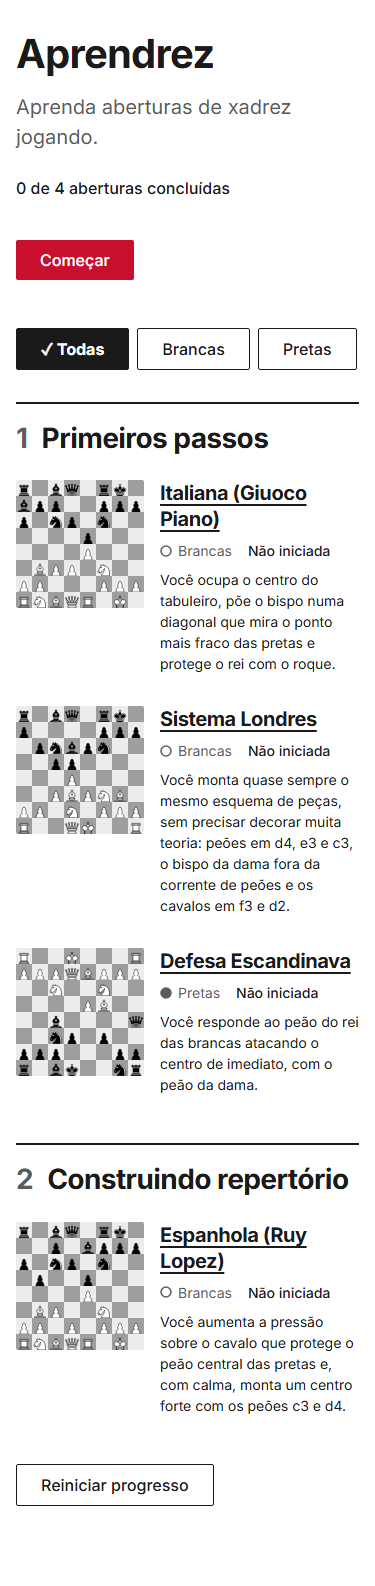 Aprendrez
Aprenda aberturas de xadrez
jogando.
0 de 4 aberturas concluídas
Começar
✓ Todas
Brancas
Pretas
1 Primeiros passos
Italiana (Giuoco
Piano)
Brancas Não iniciada
Você ocupa o centro do
tabuleiro, põe o bispo numa
diagonal que mira o ponto
mais fraco das pretas e
protege o rei com o roque.
Sistema Londres
Brancas Não iniciada
Você monta quase sempre o
mesmo esquema de peças,
sem precisar decorar muita
teoria: peões em d4, e3 e c3,
o bispo da dama fora da
corrente de peões e os
cavalos em f3 e d2.
Defesa Escandinava
Pretas Não iniciada
Você responde ao peão do rei
das brancas atacando o
centro de imediato, com o
peão da dama.
2 Construindo repertório
Espanhola (Ruy
Lopez)
Brancas Não iniciada
Você aumenta a pressão
sobre o cavalo que protege o
peão central das pretas e,
com calma, monta um centro
forte com os peões c3 e d4.
Reiniciar progresso